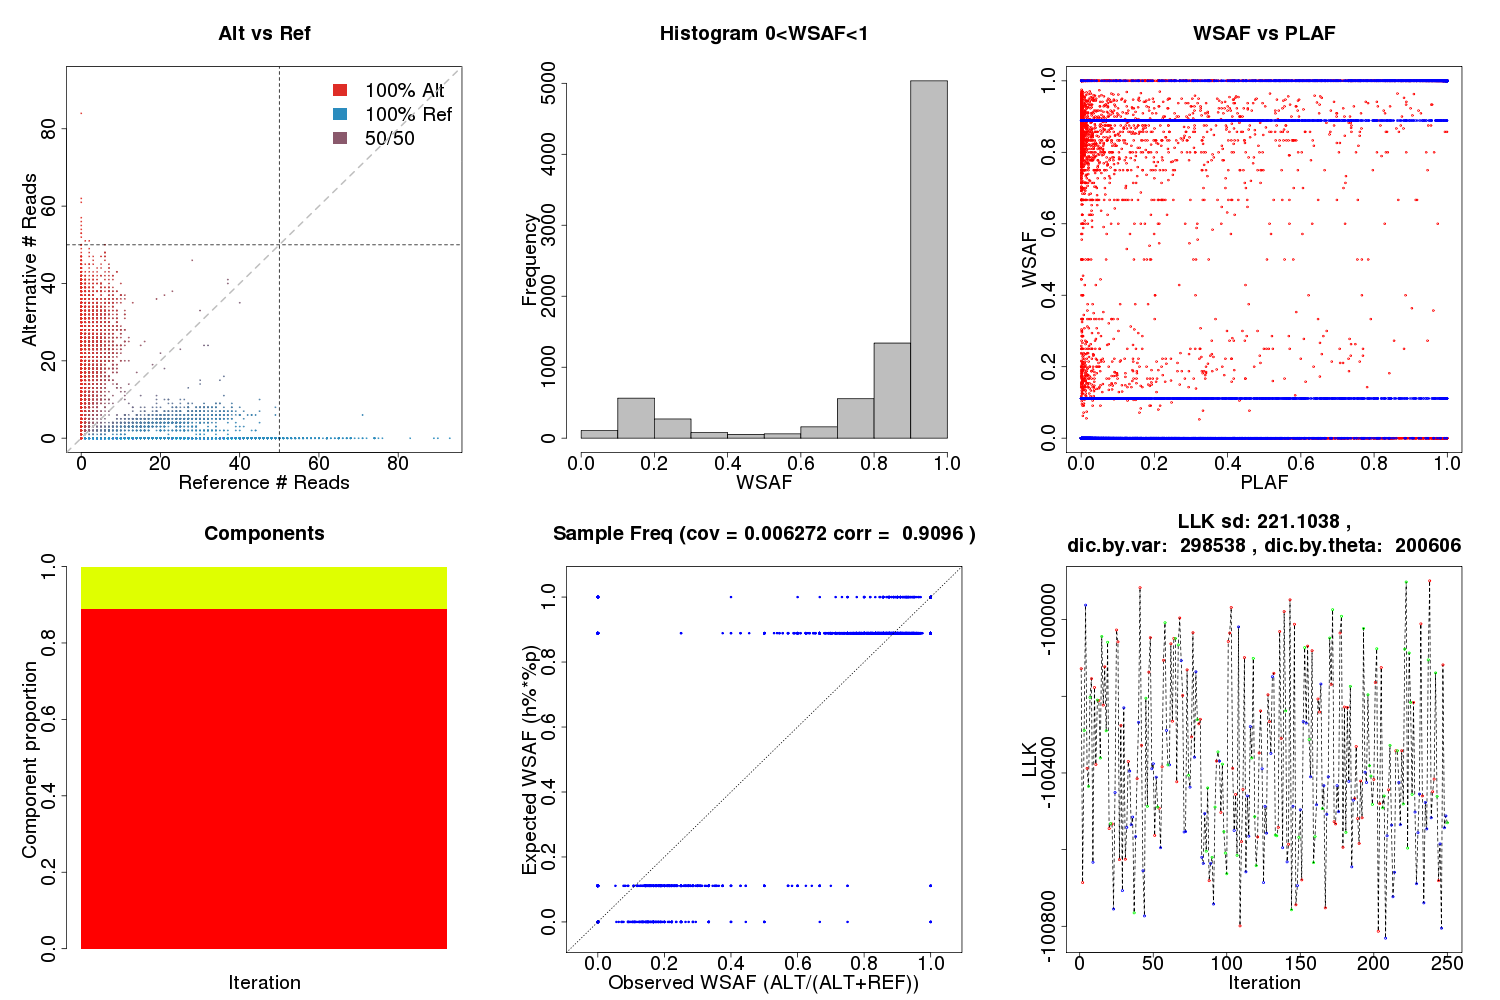 Alt vs Ref
100% Alt
100% Ref
50/50
80
60
40
20
0
Alternative # Reads
0 20 40 60 80
Reference # Reads
Histogram 0<WSAF<1
5000
4000
3000
2000
1000
0
Frequency
0.0 0.2 0.4 0.6 0.8 1.0
WSAF
WSAF vs PLAF
1.0
0.8
0.6
0.4
0.2
0.0
WSAF
0.0 0.2 0.4 0.6 0.8 1.0
PLAF
Components
1.0
0.8
0.6
0.4
0.2
0.0
Component proportion
Iteration
Sample Freq (cov = 0.006272 corr = 0.9096 )
1.0
0.8
0.6
0.4
0.2
0.0
Expected WSAF (h%*%p)
0.0 0.2 0.4 0.6 0.8 1.0
Observed WSAF (ALT/(ALT+REF))
LLK sd: 221.1038 ,
dic.by.var: 298538 , dic.by.theta: 200606
-100000
-100400
-100800
LLK
0 50 100 150 200 250
Iteration